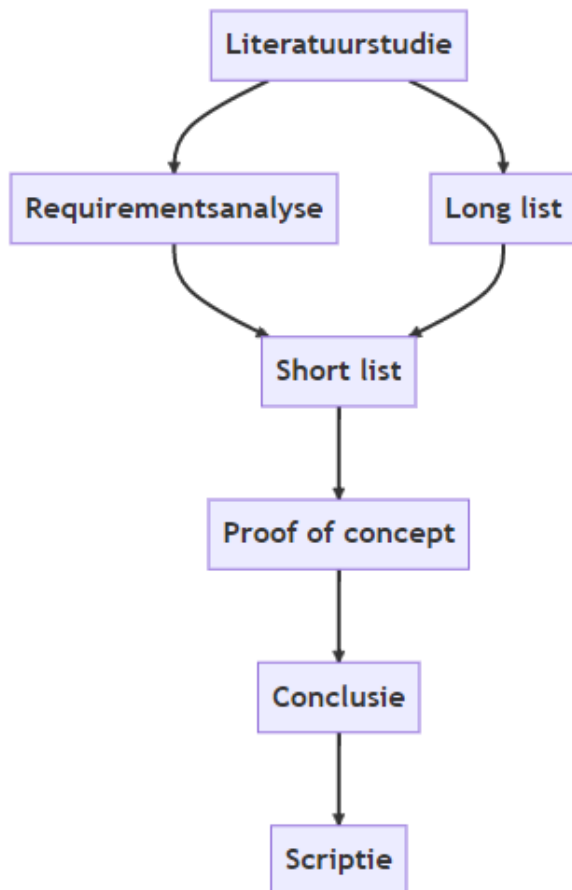 Literatuurstudie
Requirementsanalyse
Long list
Short list
Proof of concept
Conclusie
Scriptie